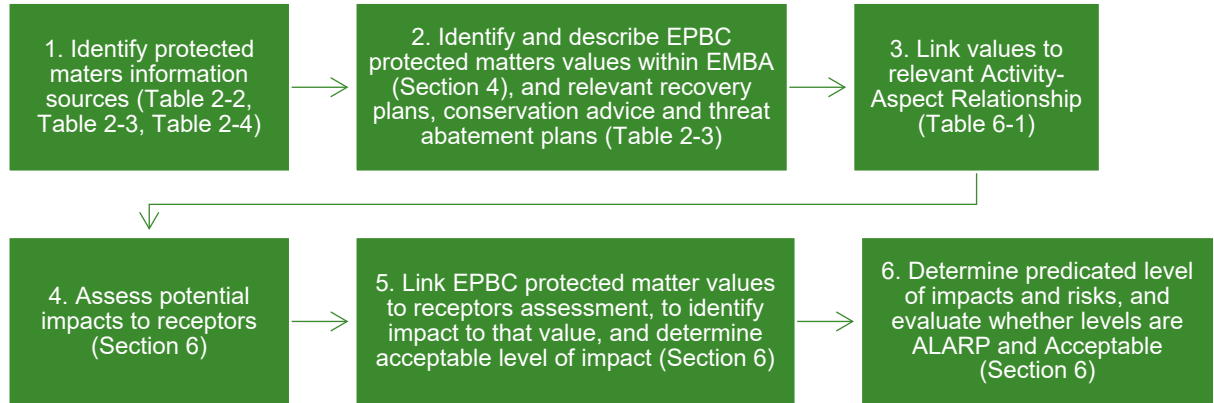 1. Identify protected
maters information
sources (Table 2-2,
Table 2-3, Table 2-4)
2. Identify and describe EPBC
protected matters values within EMBA
(Section 4), and relevant recovery
plans, conservation advice and threat
abatement plans (Table 2-3)
3. Link values to
relevant Activity-
Aspect Relationship
(Table 6-1)
4. Assess potential
impacts to receptors
(Section 6)
5. Link EPBC protected matter values
to receptors assessment, to identify
impact to that value, and determine
acceptable level of impact (Section 6)
6. Determine predicated level
of impacts and risks, and
evaluate whether levels are
ALARP and Acceptable
(Section 6)